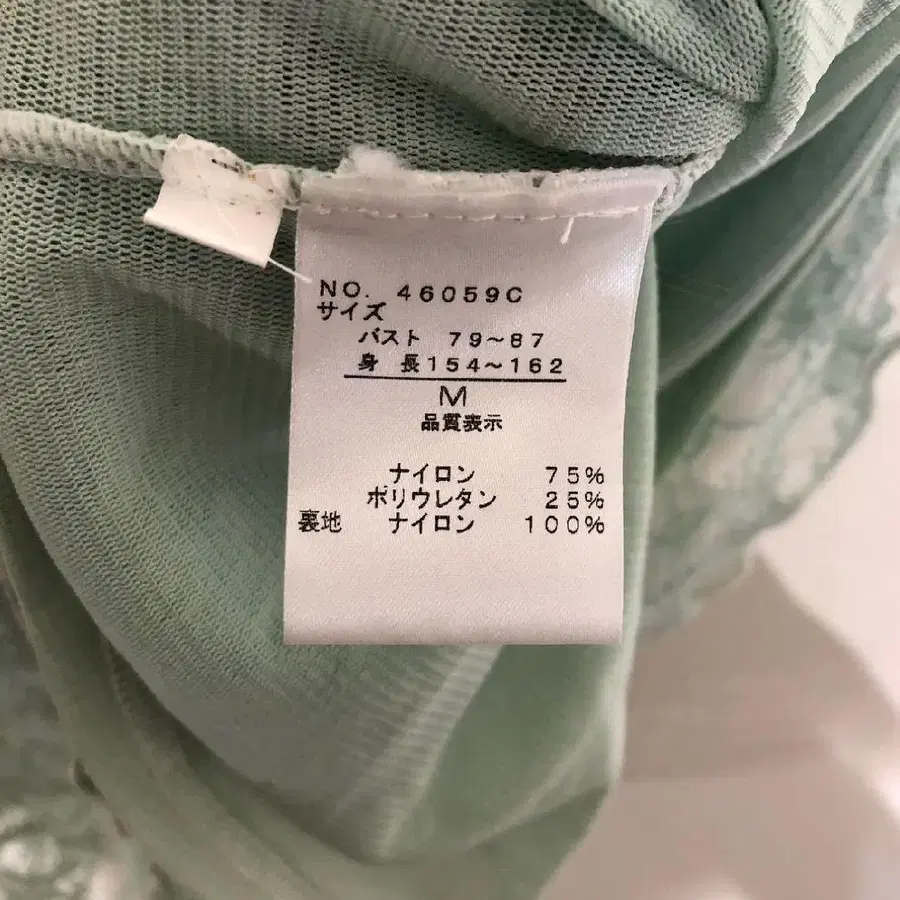 NO. 46059C
サイズ
バスト 79～87
身 長154～162
M
品質表示
ナイロン 75%
ポリウレタン 25%
裏地 ナイロン 100%